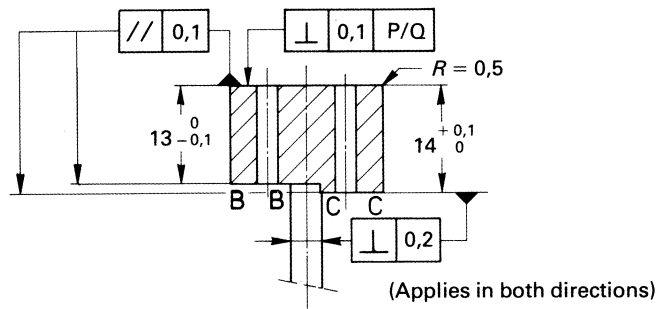 // 0,1
⊥ 0,1 P/Q
R = 0,5
13 0 −0,1
14 +0,1 0
B B C C
⊥ 0,2
(Applies in both directions)